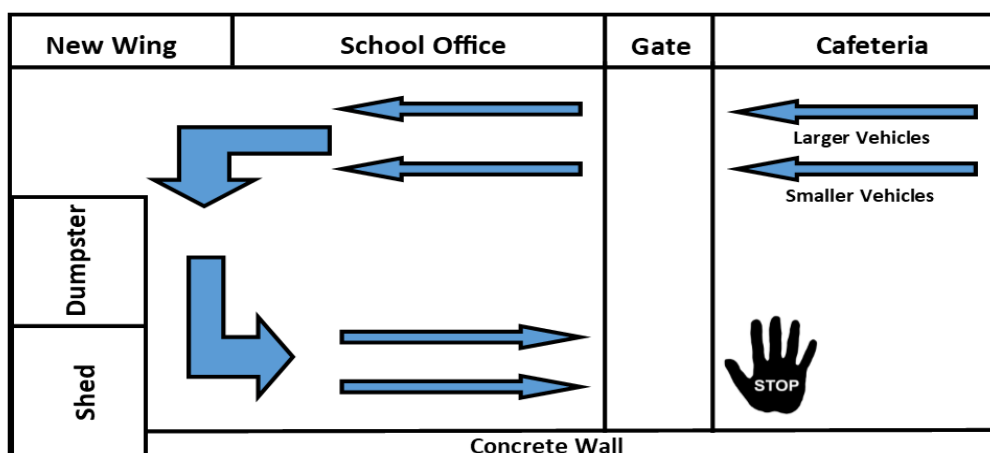 New Wing
School Office
Gate
Cafeteria
Larger Vehicles
Smaller Vehicles
Dumpster
Shed
STOP
Concrete Wall